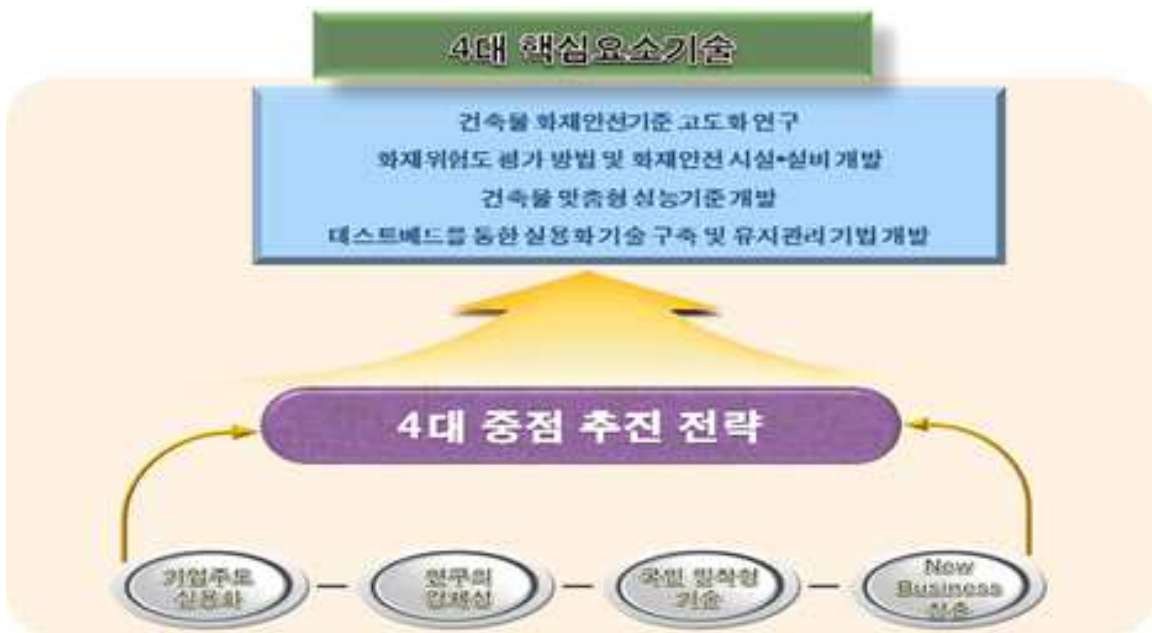 4대 핵심요소기술
건축물 화재안전기준 고도화 연구
화재위험도 평가 방법 및 화재안전 시설•설비 개발
건축물 맞춤형 성능기준 개발
테스트베드를 통한 실용화 기술 구축 및 유지관리 기법 개발
4대 중점 추진 전략
기업주도
실용화
연구의
국민 밀착형
기술
New
Business
창출